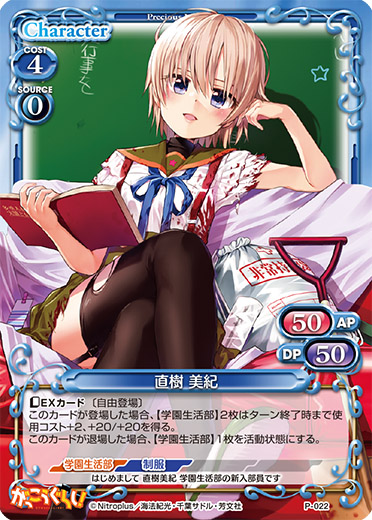 Precious
Character
COST
4
SOURCE
0
非常持
50 AP
DP 50
直樹 美紀
EXカード〔自由登場〕
このカードが登場した場合、【学園生活部】2枚はターン終了時まで使
用コスト+2、+20/+20を得る。
このカードが退場した場合、【学園生活部】1枚を活動状態にする。
学園生活部 制服
はじめまして 直樹美紀 学園生活部の新入部員です
がっこうぐらし!
©Nitroplus/海法紀光・千葉サドル・芳文社
P-022